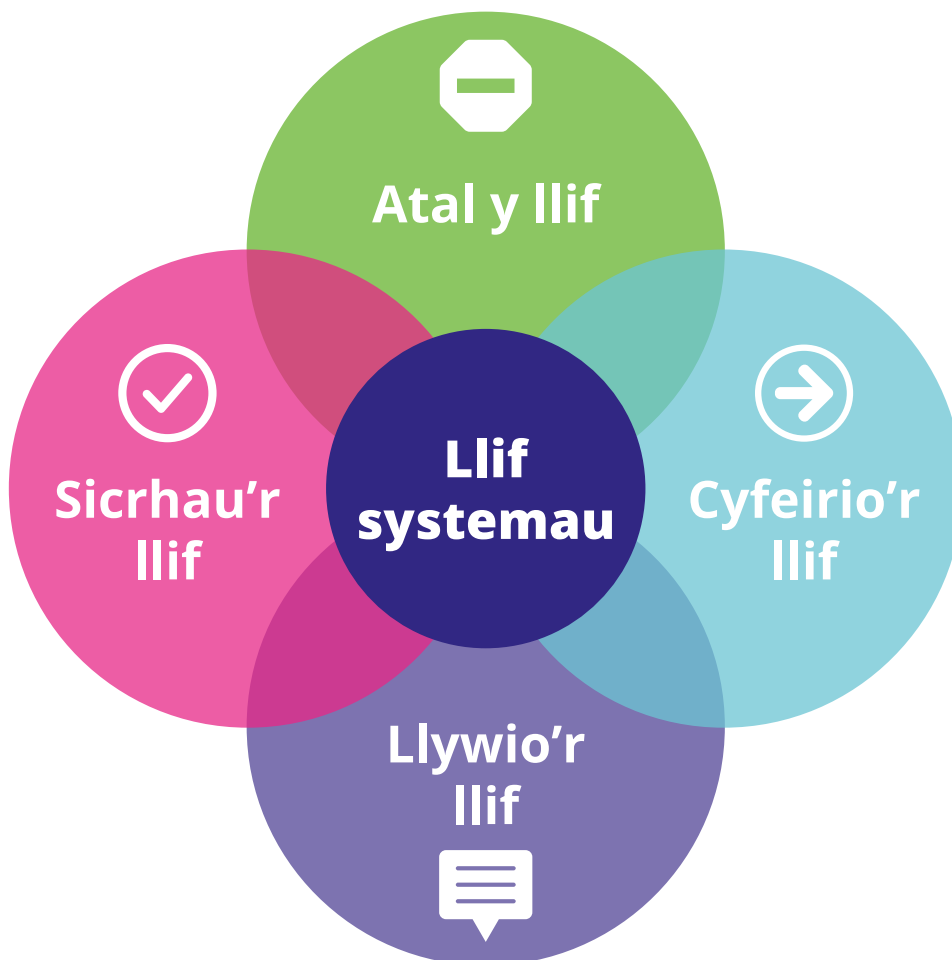 Atal y llif
Sicrhau’r
llif
Llif
systemau
Cyfeirio’r
llif
Llywio’r
llif